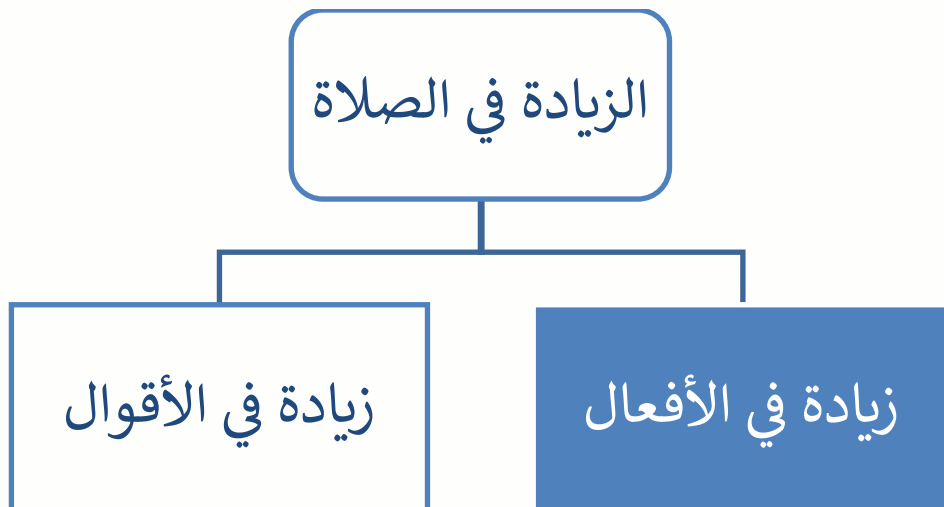 الزيادة في الصلاة
زيادة في الأفعال
زيادة في الأقوال